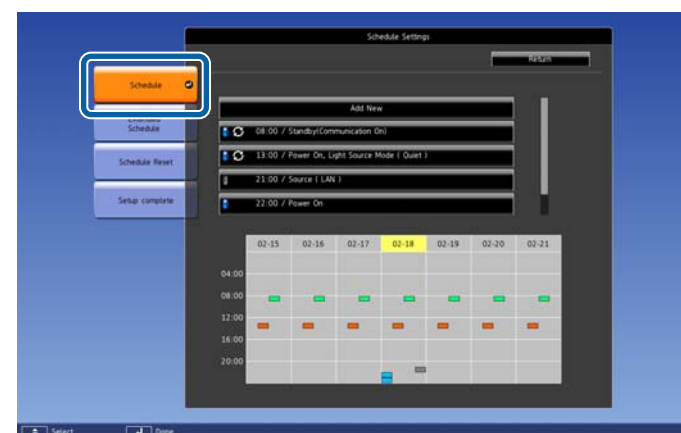 Schedule Settings
Return
Schedule
Schedule
Schedule Reset
Setup complete
Add New
08:00 / Standby(Communication On)
13:00 / Power On, Light Source Mode ( Quiet )
21:00 / Source ( LAN )
22:00 / Power On
02-15 02-16 02-17 02-18 02-19 02-20 02-21
04:00
08:00
12:00
16:00
20:00
Select Done